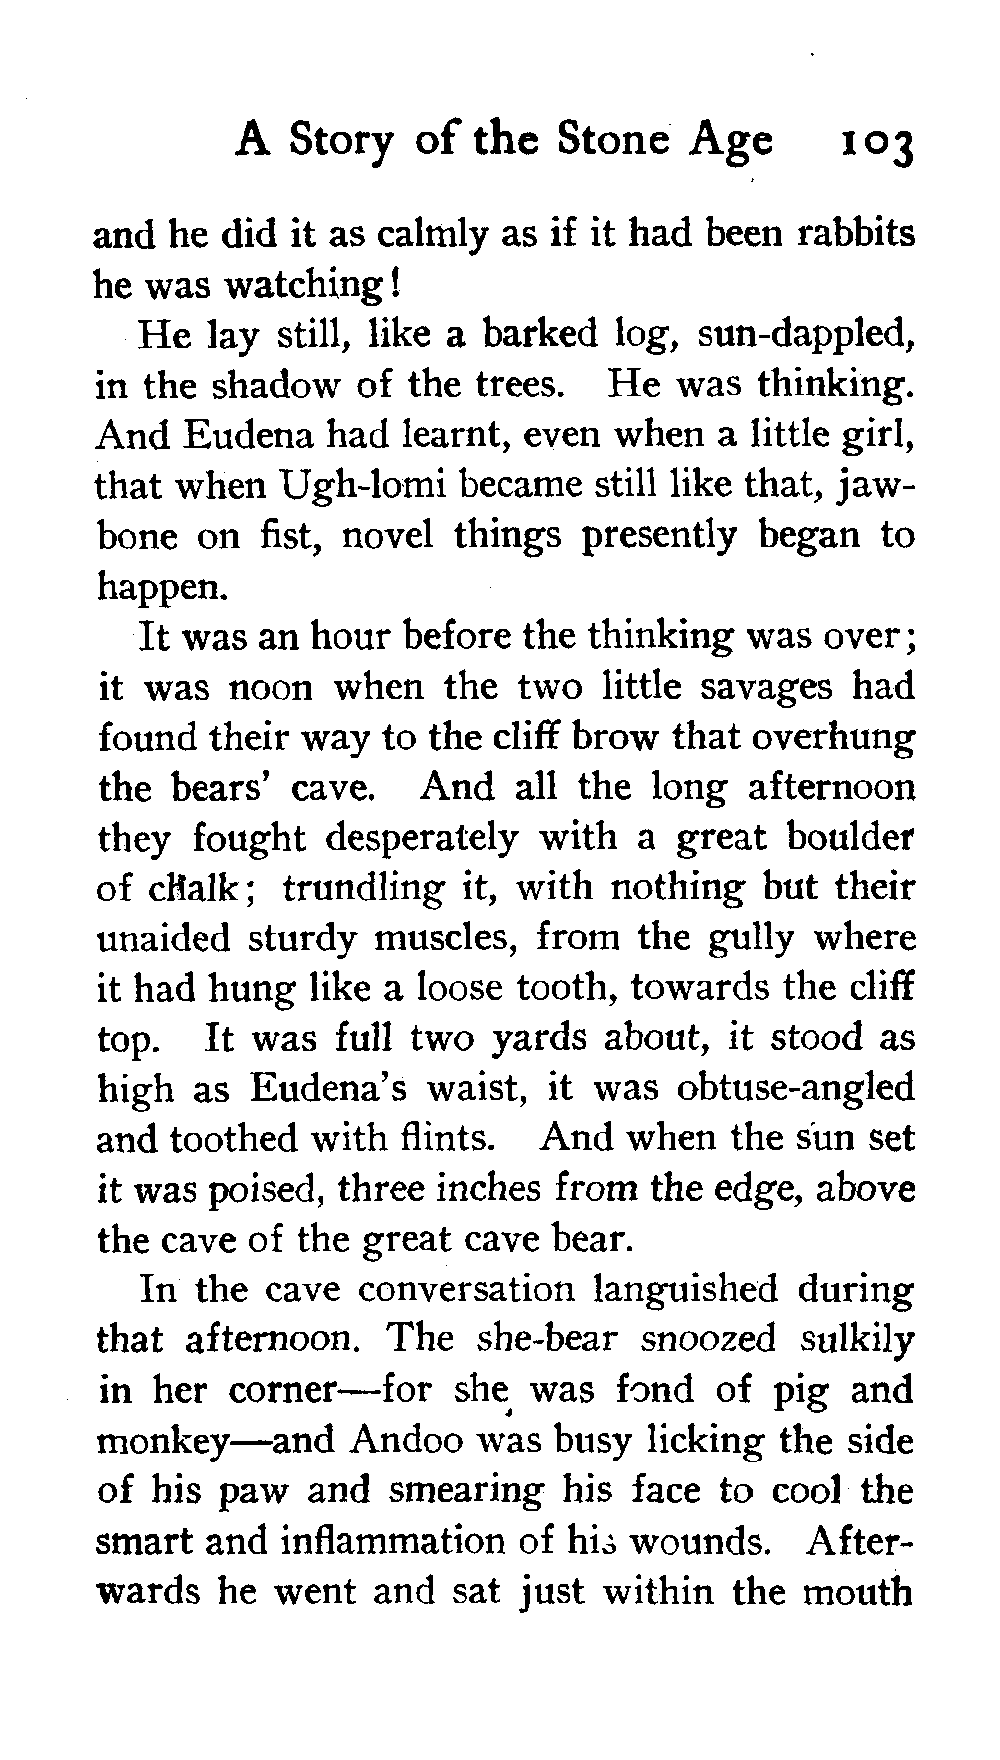 A Story of the Stone Age 103
and he did it as calmly as if it had been rabbits
he was watching!
He lay still, like a barked log, sun-dappled,
in the shadow of the trees. He was thinking.
And Eudena had learnt, even when a little girl,
that when Ugh-lomi became still like that, jaw-
bone on fist, novel things presently began to
happen.
It was an hour before the thinking was over;
it was noon when the two little savages had
found their way to the cliff brow that overhung
the bears' cave. And all the long afternoon
they fought desperately with a great boulder
of chalk; trundling it, with nothing but their
unaided sturdy muscles, from the gully where
it had hung like a loose tooth, towards the cliff
top. It was full two yards about, it stood as
high as Eudena's waist, it was obtuse-angled
and toothed with flints. And when the sun set
it was poised, three inches from the edge, above
the cave of the great cave bear.
In the cave conversation languished during
that afternoon. The she-bear snoozed sulkily
in her corner—for she was fond of pig and
monkey—and Andoo was busy licking the side
of his paw and smearing his face to cool the
smart and inflammation of his wounds. After-
wards he went and sat just within the mouth